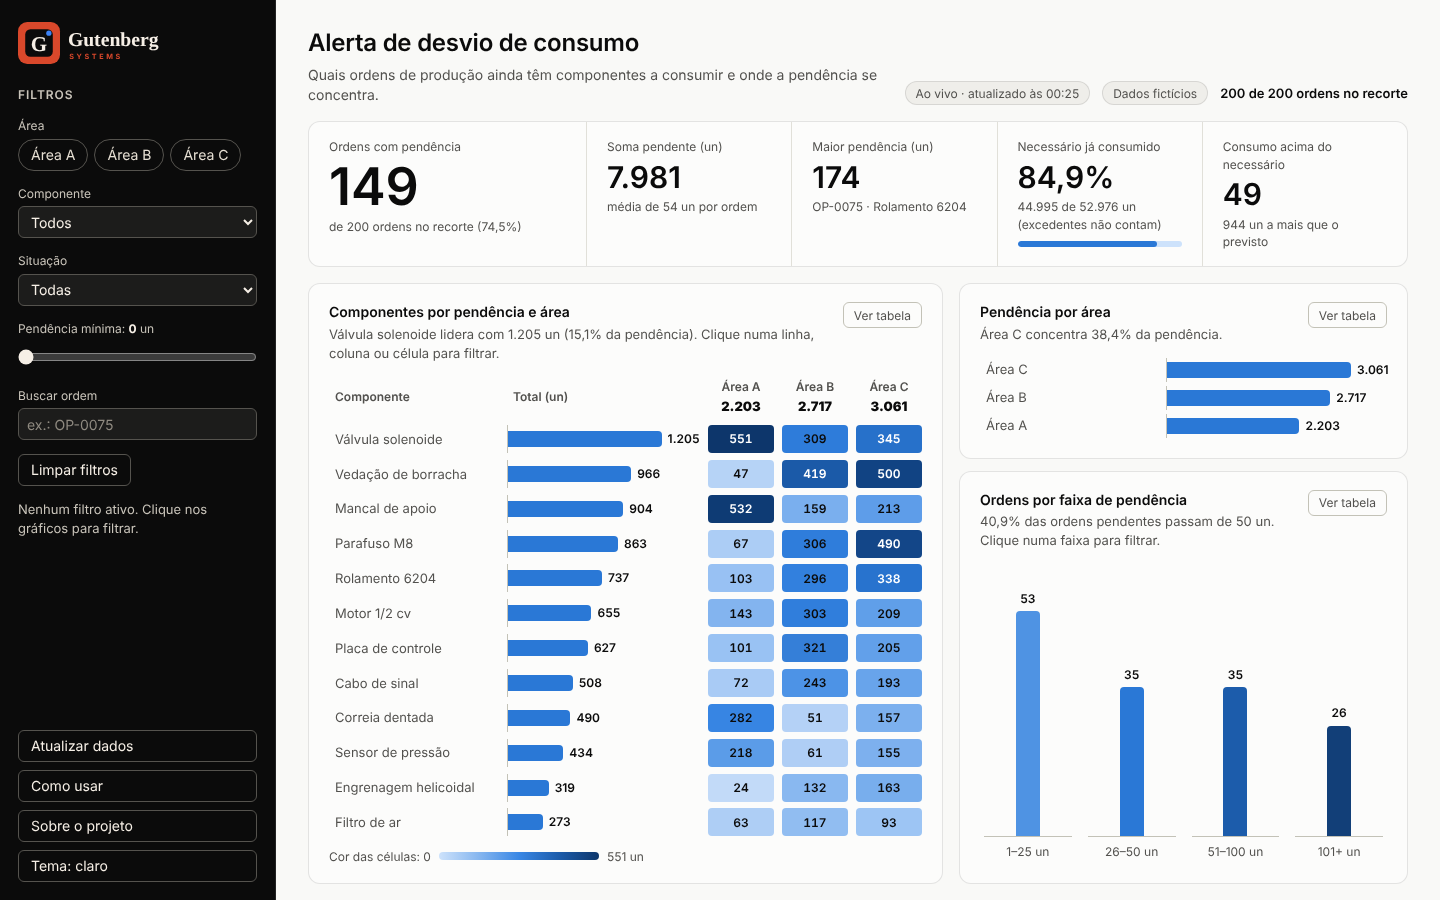 G
Gutenberg
SYSTEMS
FILTROS
Área
Área A
Área B
Área C
Componente
Todos
Situação
Todas
Pendência mínima: 0 un
Buscar ordem
ex.: OP-0075
Limpar filtros
Nenhum filtro ativo. Clique nos
gráficos para filtrar.
Atualizar dados
Como usar
Sobre o projeto
Tema: claro
Alerta de desvio de consumo
Quais ordens de produção ainda têm componentes a consumir e onde a pendência se
concentra.
Ao vivo · atualizado às 00:25
Dados fictícios
200 de 200 ordens no recorte
Ordens com pendência
149
de 200 ordens no recorte (74,5%)
Soma pendente (un)
7.981
média de 54 un por ordem
Maior pendência (un)
174
OP-0075 · Rolamento 6204
Necessário já consumido
84,9%
44.995 de 52.976 un
(excedentes não contam)
Consumo acima do
necessário
49
944 un a mais que o
previsto
Componentes por pendência e área
Válvula solenoide lidera com 1.205 un (15,1% da pendência). Clique numa linha,
coluna ou célula para filtrar.
Ver tabela
Componente Total (un) Área A Área B Área C
2.203 2.717 3.061
Válvula solenoide 1.205 551 309 345
Vedação de borracha 966 47 419 500
Mancal de apoio 904 532 159 213
Parafuso M8 863 67 306 490
Rolamento 6204 737 103 296 338
Motor 1/2 cv 655 143 303 209
Placa de controle 627 101 321 205
Cabo de sinal 508 72 243 193
Correia dentada 490 282 51 157
Sensor de pressão 434 218 61 155
Engrenagem helicoidal 319 24 132 163
Filtro de ar 273 63 117 93
Cor das células: 0 551 un
Pendência por área
Área C concentra 38,4% da pendência.
Ver tabela
Área C 3.061
Área B 2.717
Área A 2.203
Ordens por faixa de pendência
40,9% das ordens pendentes passam de 50 un.
Clique numa faixa para filtrar.
Ver tabela
53 35 35 26
1–25 un 26–50 un 51–100 un 101+ un